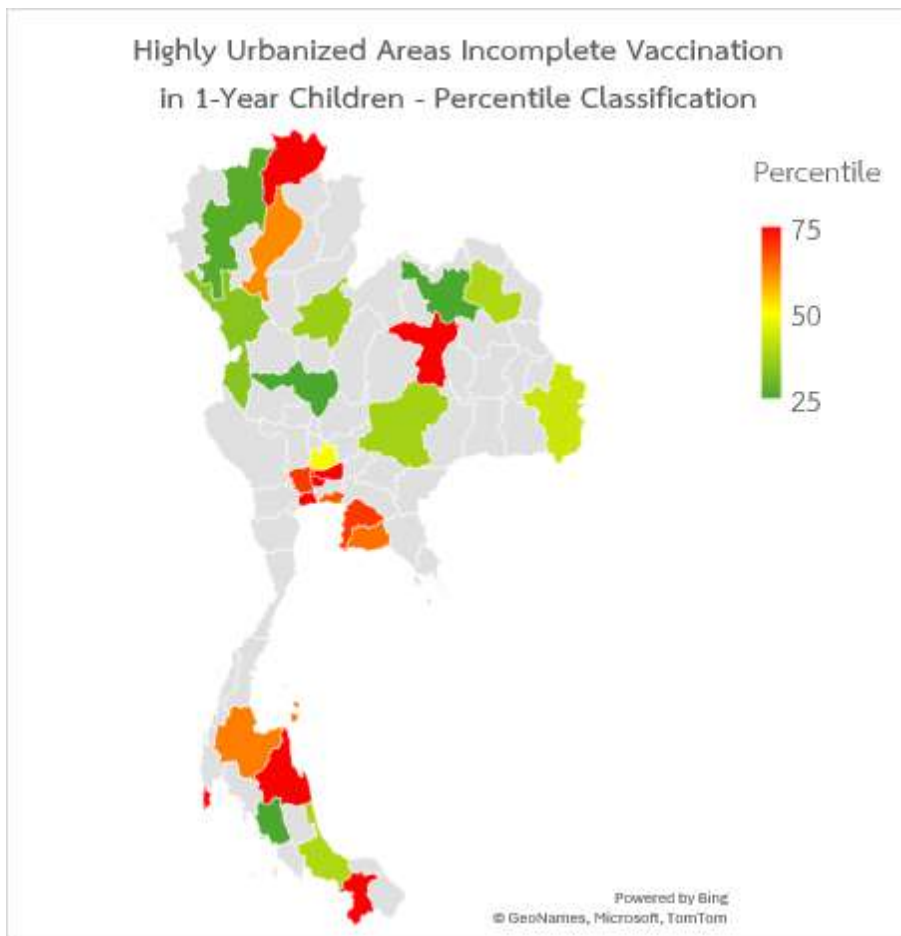 Highly Urbanized Areas Incomplete Vaccination
in 1-Year Children - Percentile Classification
Percentile
75
50
25
Powered by Bing
© GeoNames, Microsoft, TomTom